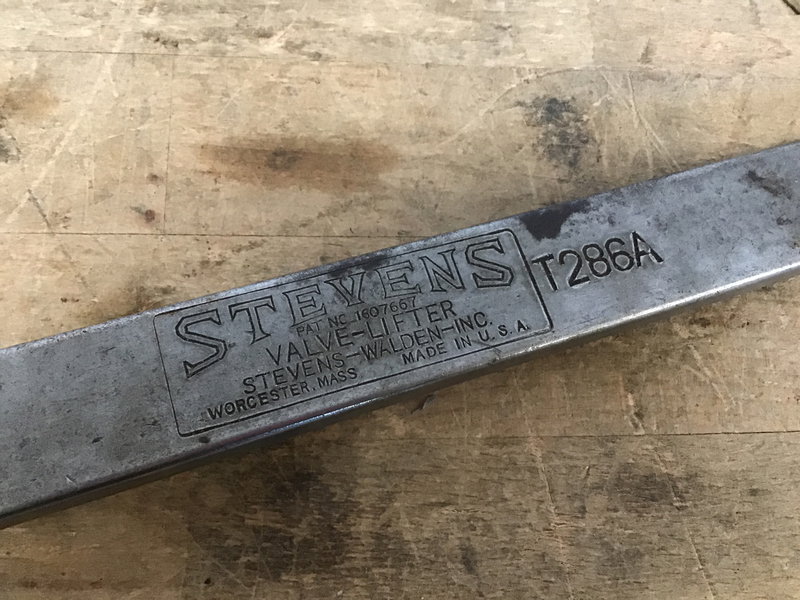 STEVENS
PAT NO. 1607667
VALVE-LIFTER
STEVENS-WALDEN-INC.
WORCESTER, MASS MADE IN U.S.A.
T286A